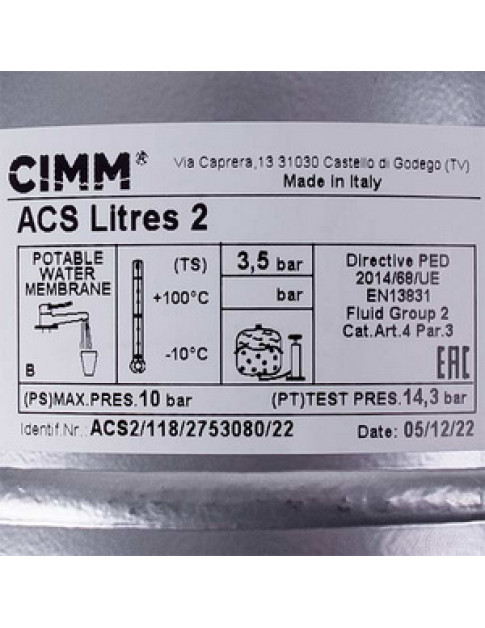 CIMM®
Via Caprera,13 31030 Castello di Godego (TV)
Made in Italy
ACS Litres 2
POTABLE
WATER
MEMBRANE
B
(TS)
+100°C
-10°C
3,5 bar
bar
Directive PED
2014/68/UE
EN13831
Fluid Group 2
Cat.Art.4 Par.3
EAC
(PS)MAX.PRES.10 bar
(PT)TEST PRES.14,3 bar
Identif.Nr.: ACS2/118/2753080/22
Date: 05/12/22